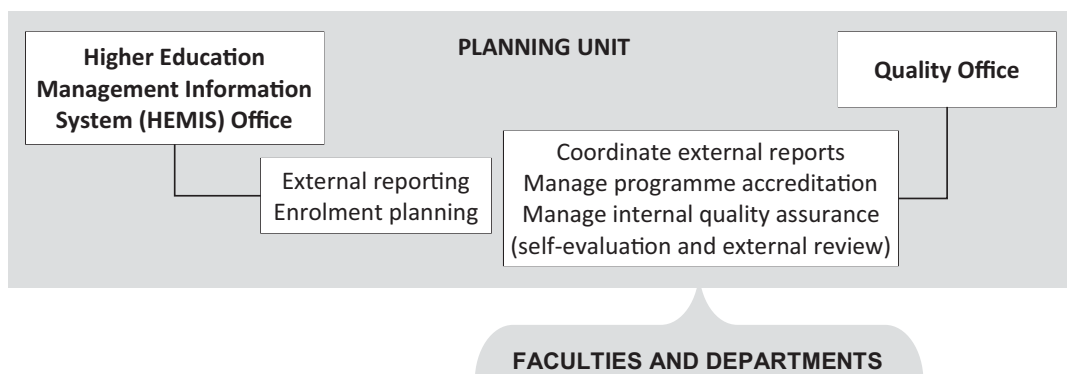 PLANNING UNIT
Higher Education
Management Information
System (HEMIS) Office
Quality Office
External reporting
Enrolment planning
Coordinate external reports
Manage programme accreditation
Manage internal quality assurance
(self-evaluation and external review)
FACULTIES AND DEPARTMENTS